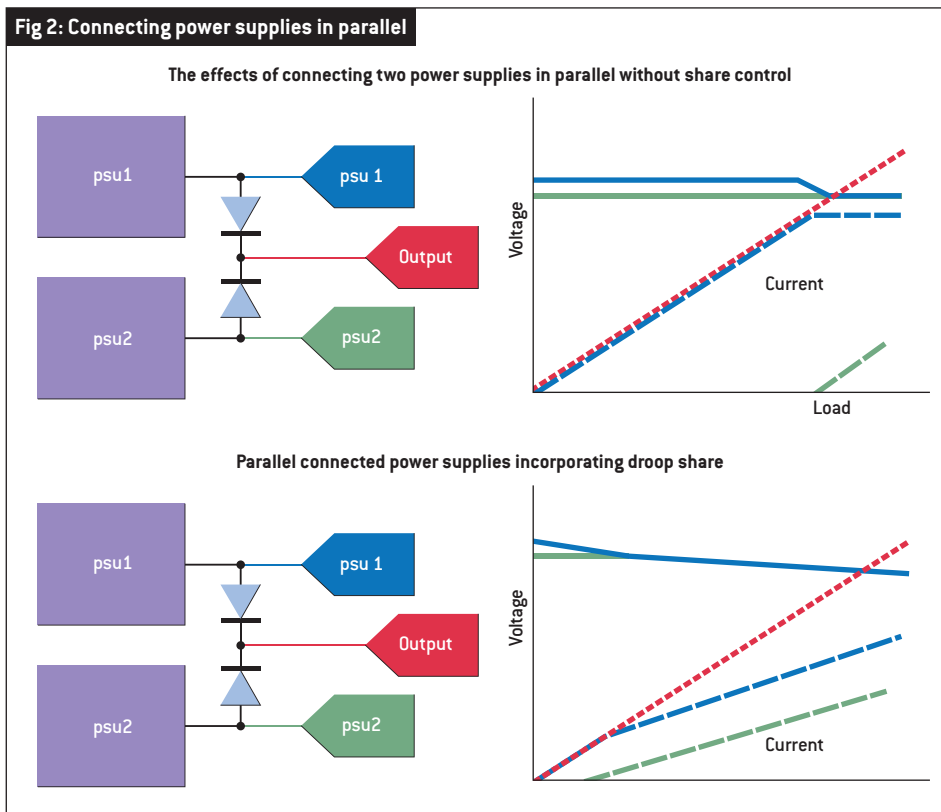 Fig 2: Connecting power supplies in parallel
The effects of connecting two power supplies in parallel without share control
psu1
psu 1
Output
psu2
psu2
Voltage
Current
Load
Parallel connected power supplies incorporating droop share
psu1
psu 1
Output
psu2
psu2
Voltage
Current